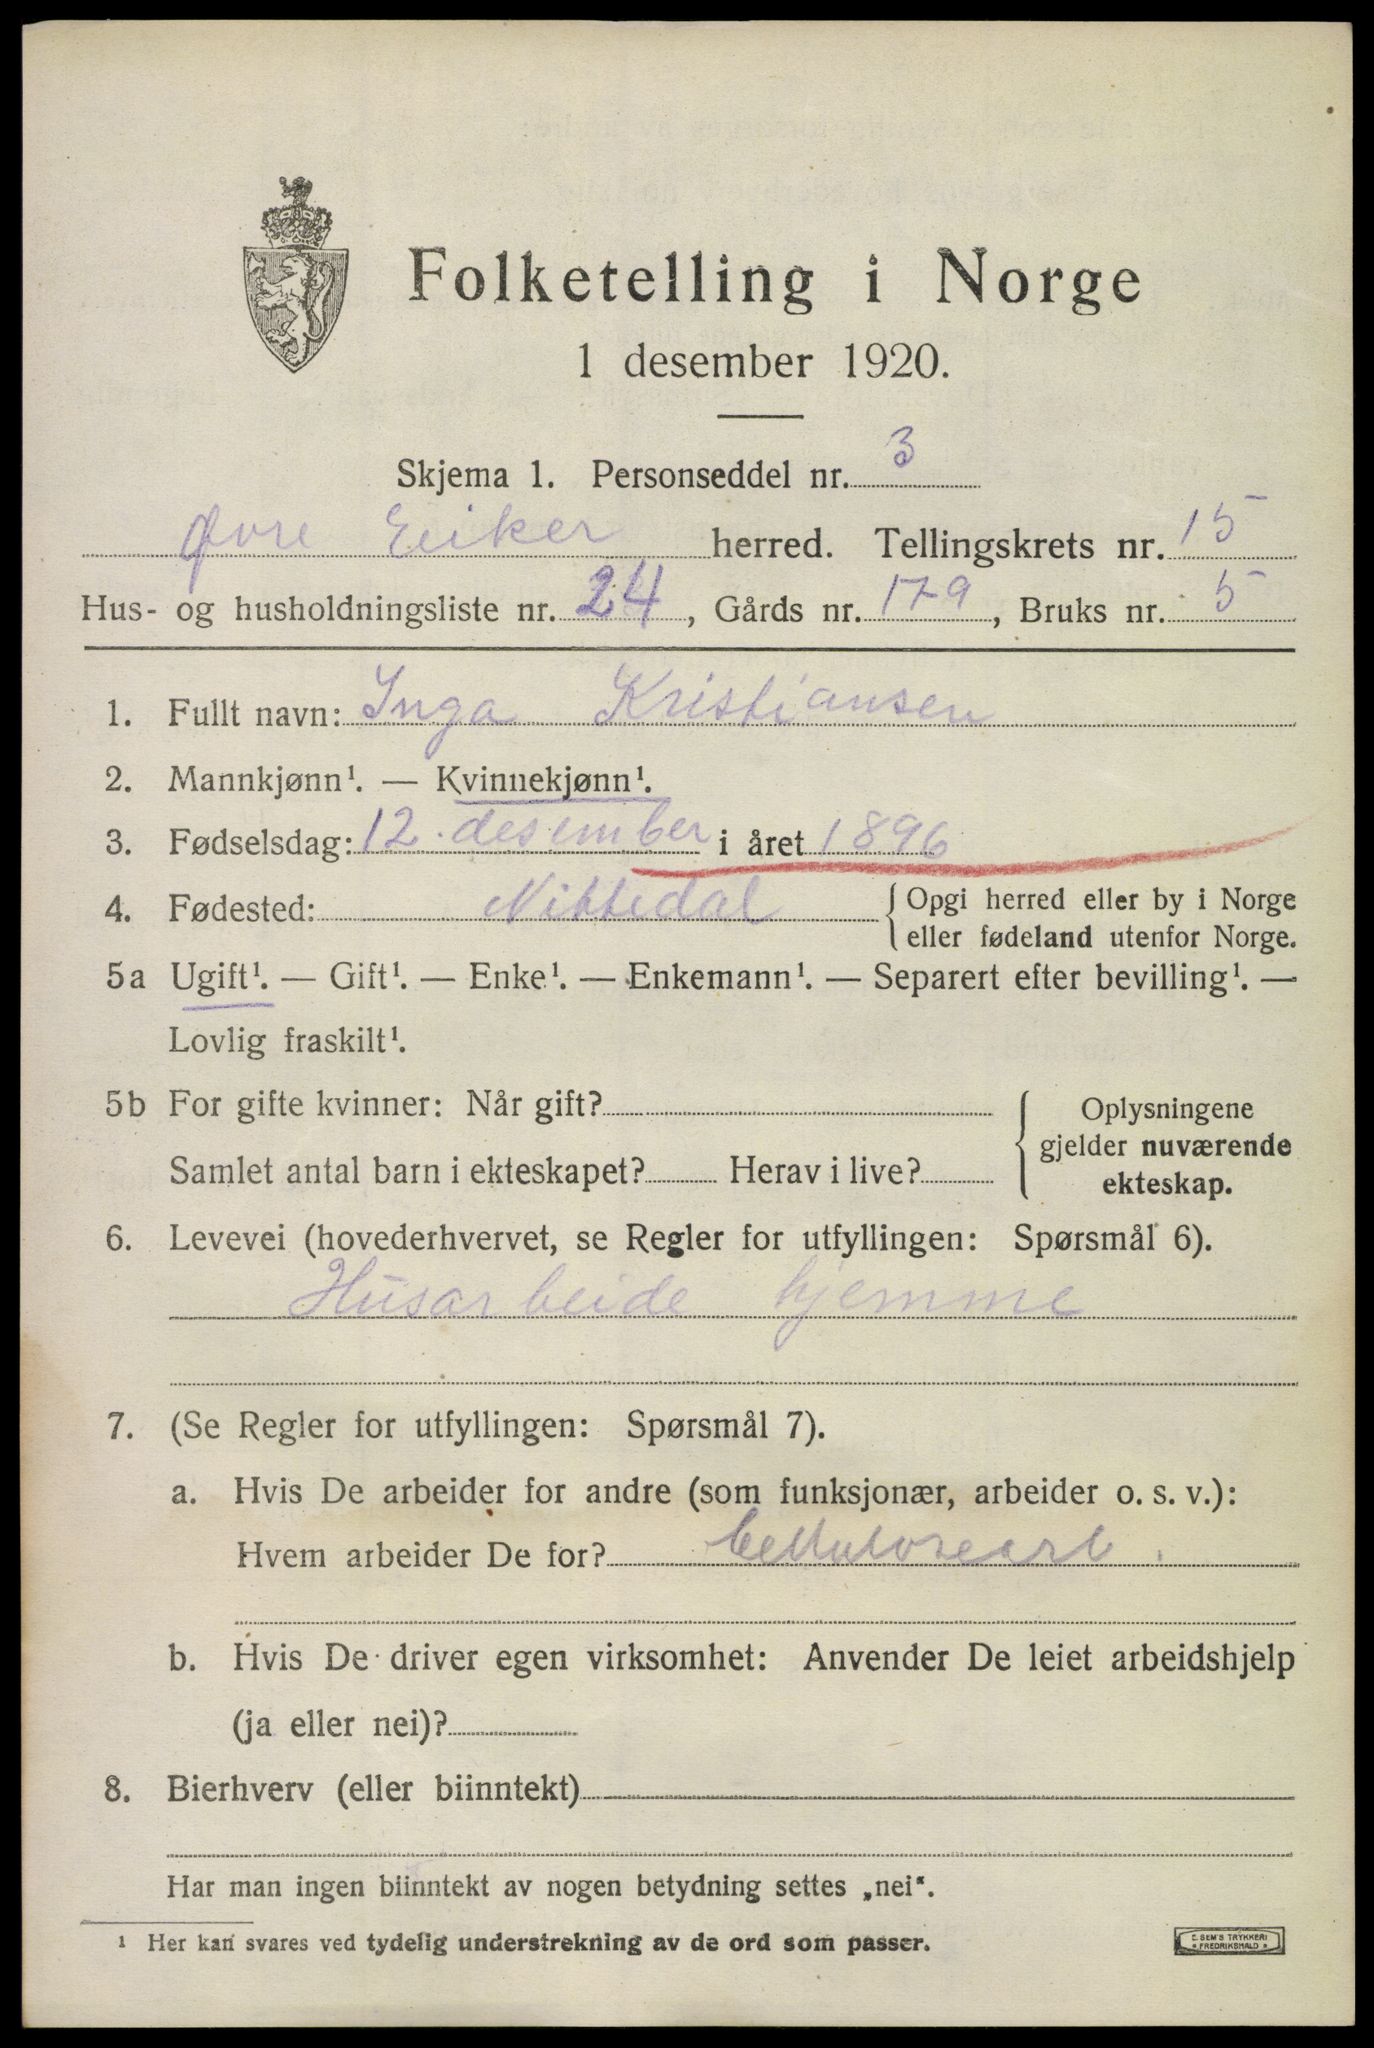 Folketelling i Norge
1 desember 1920.
Skjema 1. Personseddel nr. 3
Øvre Eeiker herred. Tellingskrets nr. 15
Hus- og husholdningsliste nr. 24, Gårds nr. 179, Bruks nr. 5
1. Fullt navn: Inga Kristiansen
2. Mannkjønn¹. — Kvinnekjønn¹.
3. Fødselsdag: 12. desember i året 1896
4. Fødested: Nittedal {Opgi herred eller by i Norge
eller fødeland utenfor Norge.
5a Ugift¹. — Gift¹. — Enke¹. — Enkemann¹. — Separert efter bevilling¹. —
Lovlig fraskilt¹.
5b For gifte kvinner: Når gift?
Samlet antal barn i ekteskapet? Herav i live?
Oplysningene
gjelder nuværende
ekteskap.
6. Levevei (hovederhvervet, se Regler for utfyllingen: Spørsmål 6).
Husarbeide hjemme
7. (Se Regler for utfyllingen: Spørsmål 7).
a. Hvis De arbeider for andre (som funksjonær, arbeider o. s. v.):
Hvem arbeider De for? Cellulosearb.
b. Hvis De driver egen virksomhet: Anvender De leiet arbeidshjelp
(ja eller nei)?
8. Bierhverv (eller biinntekt)
Har man ingen biinntekt av nogen betydning settes „nei“.
¹ Her kan svares ved tydelig understrekning av de ord som passer.
E. SEM'S TRYKKERI
FREDRIKSHALD